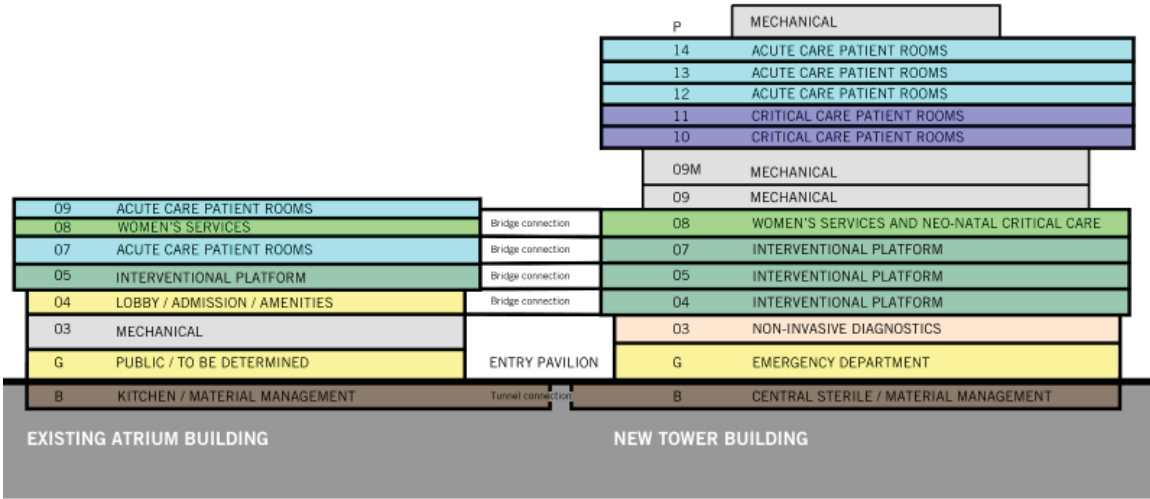 P MECHANICAL
14 ACUTE CARE PATIENT ROOMS
13 ACUTE CARE PATIENT ROOMS
12 ACUTE CARE PATIENT ROOMS
11 CRITICAL CARE PATIENT ROOMS
10 CRITICAL CARE PATIENT ROOMS
09M MECHANICAL
09 MECHANICAL
09 ACUTE CARE PATIENT ROOMS
08 WOMEN'S SERVICES Bridge connection 08 WOMEN'S SERVICES AND NEO-NATAL CRITICAL CARE
07 ACUTE CARE PATIENT ROOMS Bridge connection 07 INTERVENTIONAL PLATFORM
05 INTERVENTIONAL PLATFORM Bridge connection 05 INTERVENTIONAL PLATFORM
04 LOBBY / ADMISSION / AMENITIES Bridge connection 04 INTERVENTIONAL PLATFORM
03 MECHANICAL 03 NON-INVASIVE DIAGNOSTICS
G PUBLIC / TO BE DETERMINED ENTRY PAVILION G EMERGENCY DEPARTMENT
B KITCHEN / MATERIAL MANAGEMENT Tunnel connection B CENTRAL STERILE / MATERIAL MANAGEMENT
EXISTING ATRIUM BUILDING NEW TOWER BUILDING